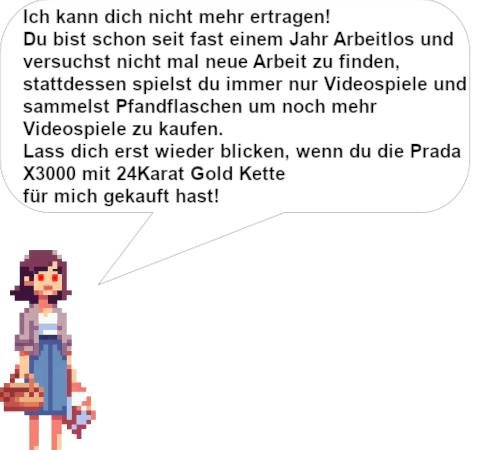 Ich kann dich nicht mehr ertragen!
Du bist schon seit fast einem Jahr Arbeitlos und
versuchst nicht mal neue Arbeit zu finden,
stattdessen spielst du immer nur Videospiele und
sammelst Pfandflaschen um noch mehr
Videospiele zu kaufen.
Lass dich erst wieder blicken, wenn du die Prada
X3000 mit 24Karat Gold Kette
für mich gekauft hast!